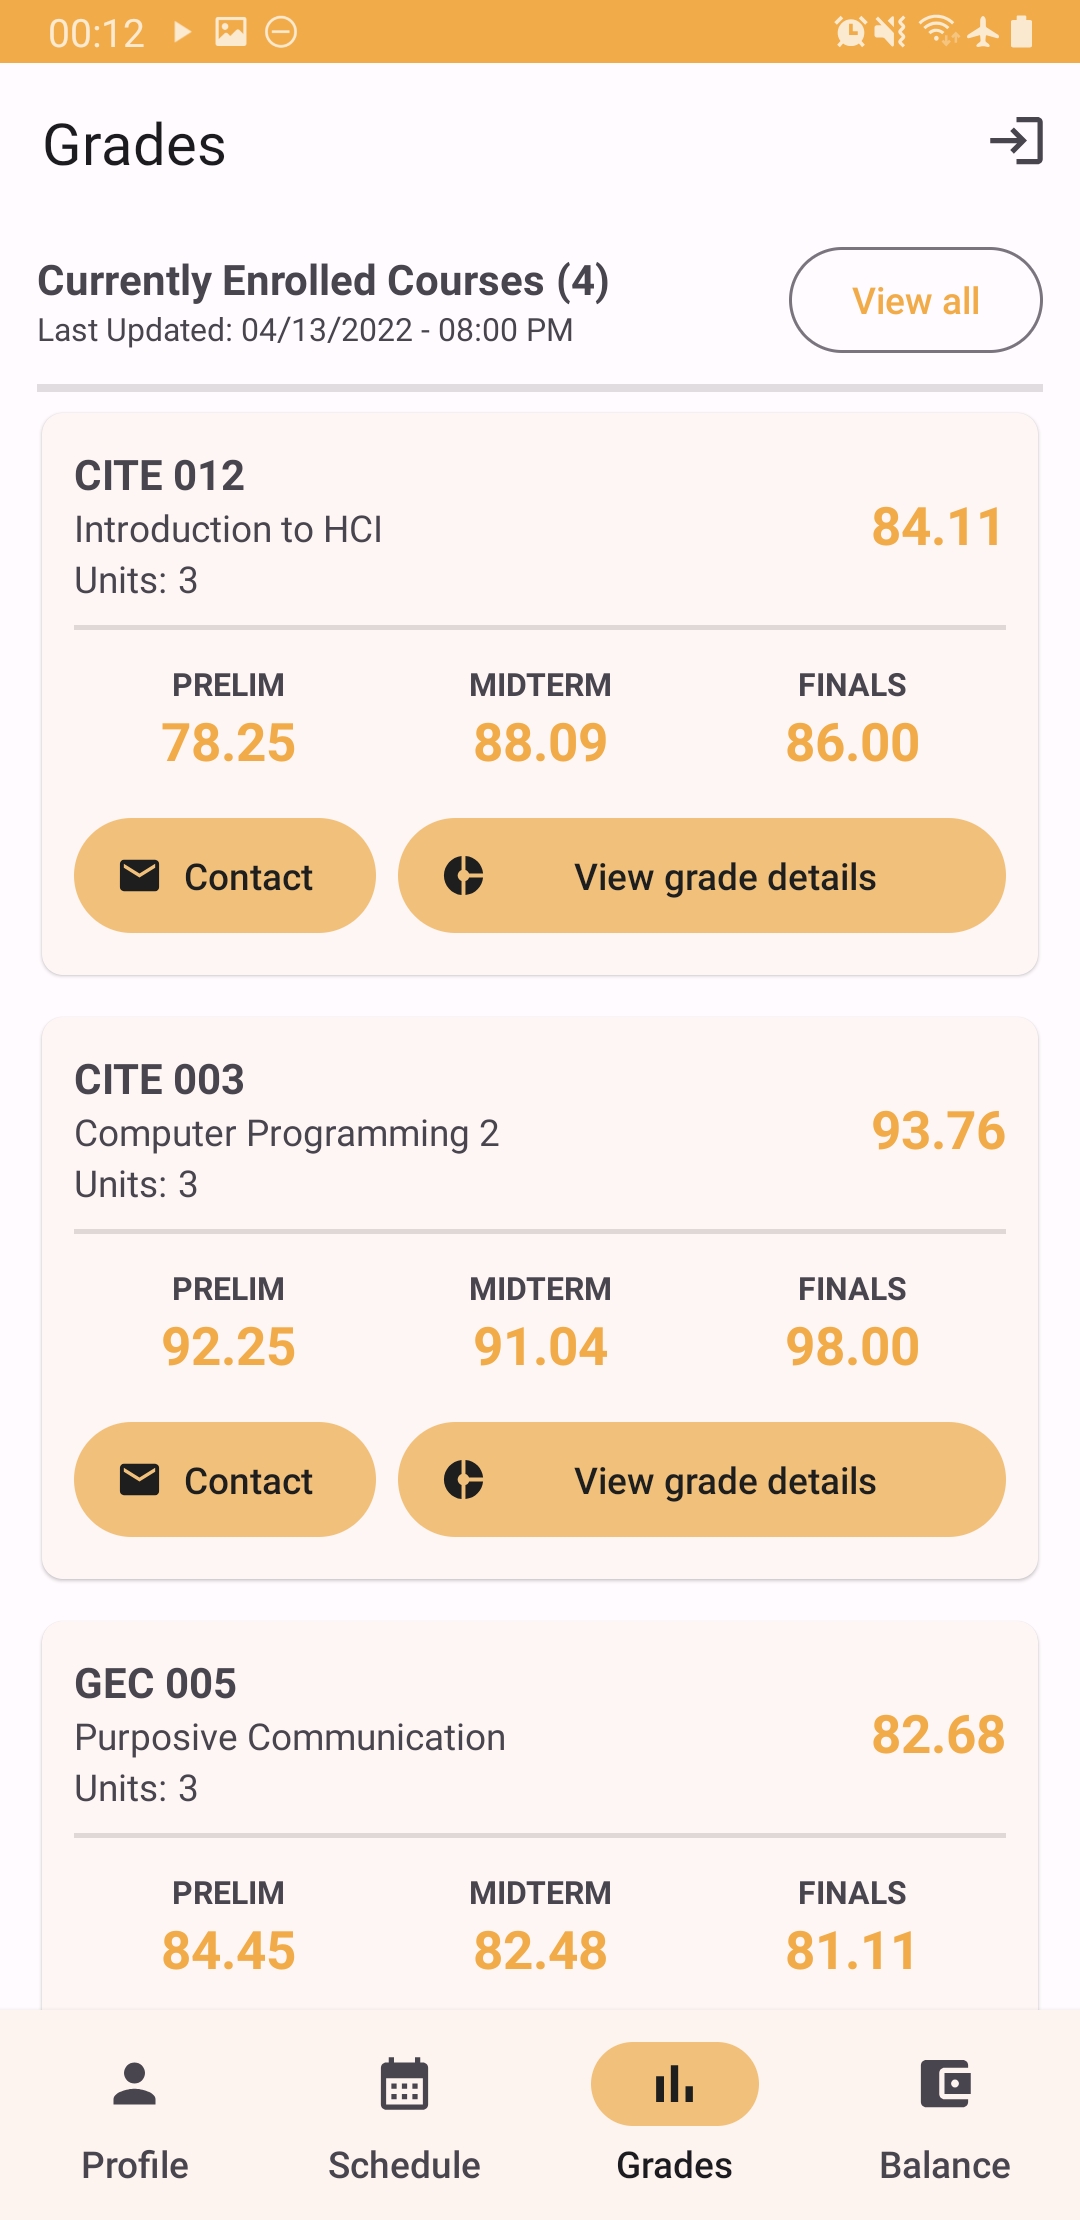 00:12
Grades
Currently Enrolled Courses (4)
Last Updated: 04/13/2022 - 08:00 PM
View all
CITE 012
Introduction to HCI
Units: 3
84.11
PRELIM MIDTERM FINALS
78.25 88.09 86.00
Contact View grade details
CITE 003
Computer Programming 2
Units: 3
93.76
PRELIM MIDTERM FINALS
92.25 91.04 98.00
Contact View grade details
GEC 005
Purposive Communication
Units: 3
82.68
PRELIM MIDTERM FINALS
84.45 82.48 81.11
Profile Schedule Grades Balance